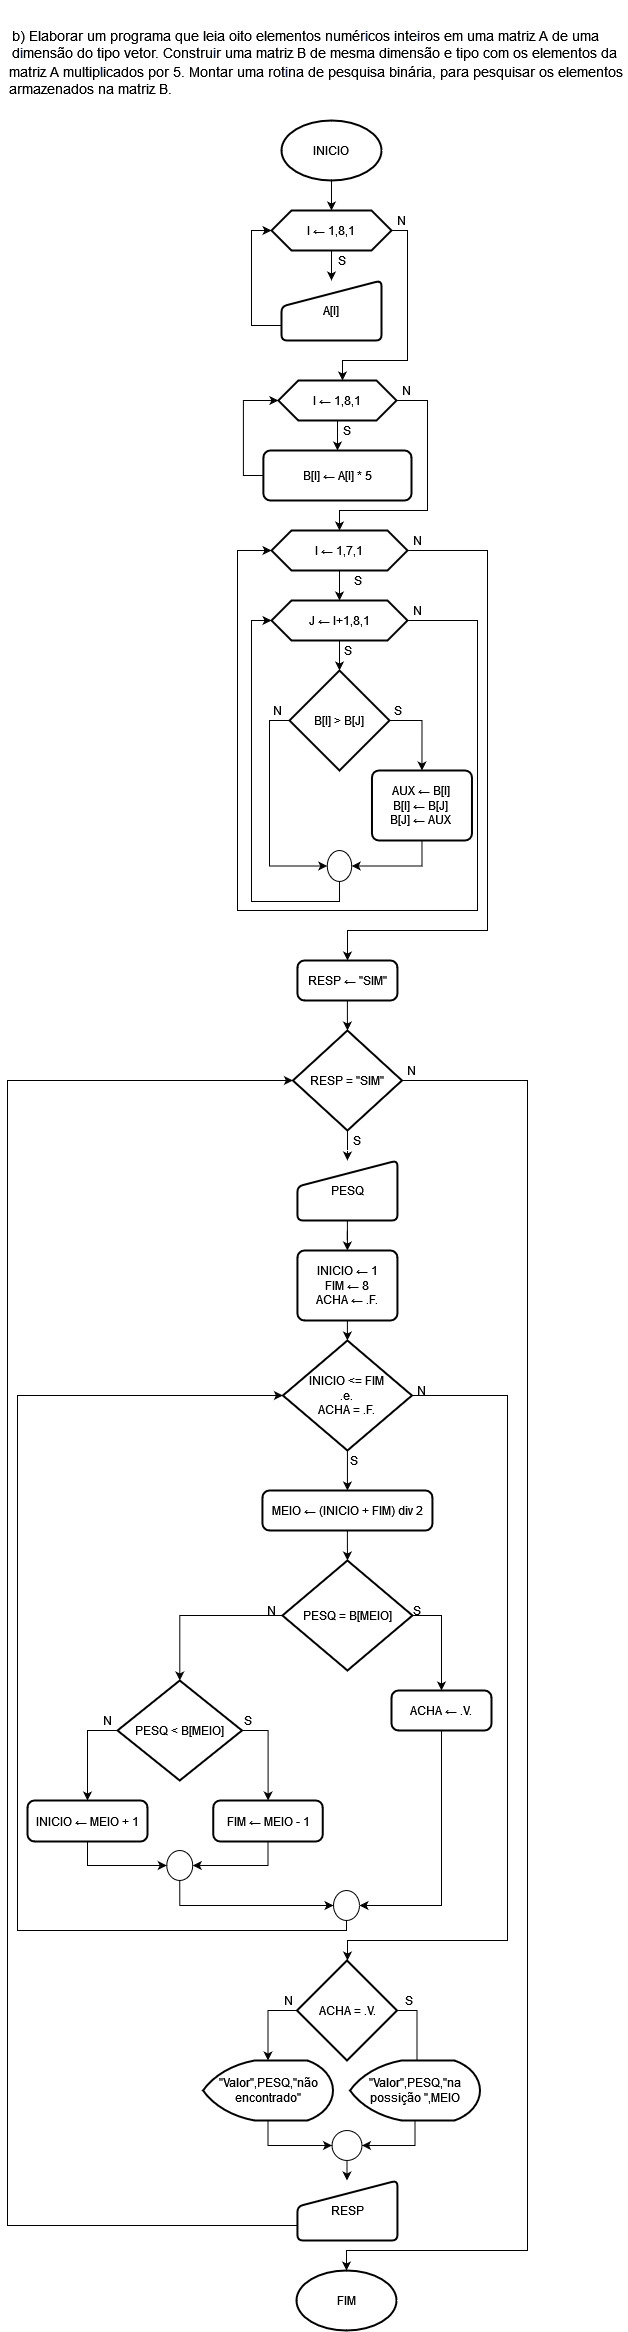 b) Elaborar um programa que leia oito elementos numéricos inteiros em uma matriz A de uma
dimensão do tipo vetor. Construir uma matriz B de mesma dimensão e tipo com os elementos da
matriz A multiplicados por 5. Montar uma rotina de pesquisa binária, para pesquisar os elementos
armazenados na matriz B.
INICIO
I ← 1,8,1
N
S
A[I]
I ← 1,8,1
N
S
B[I] ← A[I] * 5
I ← 1,7,1
N
S
J ← I+1,8,1
N
S
B[I] > B[J]
N
S
AUX ← B[I]
B[I] ← B[J]
B[J] ← AUX
RESP ← "SIM"
RESP = "SIM"
N
S
PESQ
INICIO ← 1
FIM ← 8
ACHA ← .F.
INICIO <= FIM
.e.
ACHA = .F.
N
S
MEIO ← (INICIO + FIM) div 2
PESQ = B[MEIO]
N
S
ACHA ← .V.
PESQ < B[MEIO]
N
S
INICIO ← MEIO + 1
FIM ← MEIO - 1
ACHA = .V.
N
S
"Valor",PESQ,"não
encontrado"
"Valor",PESQ,"na
possição ",MEIO
RESP
FIM